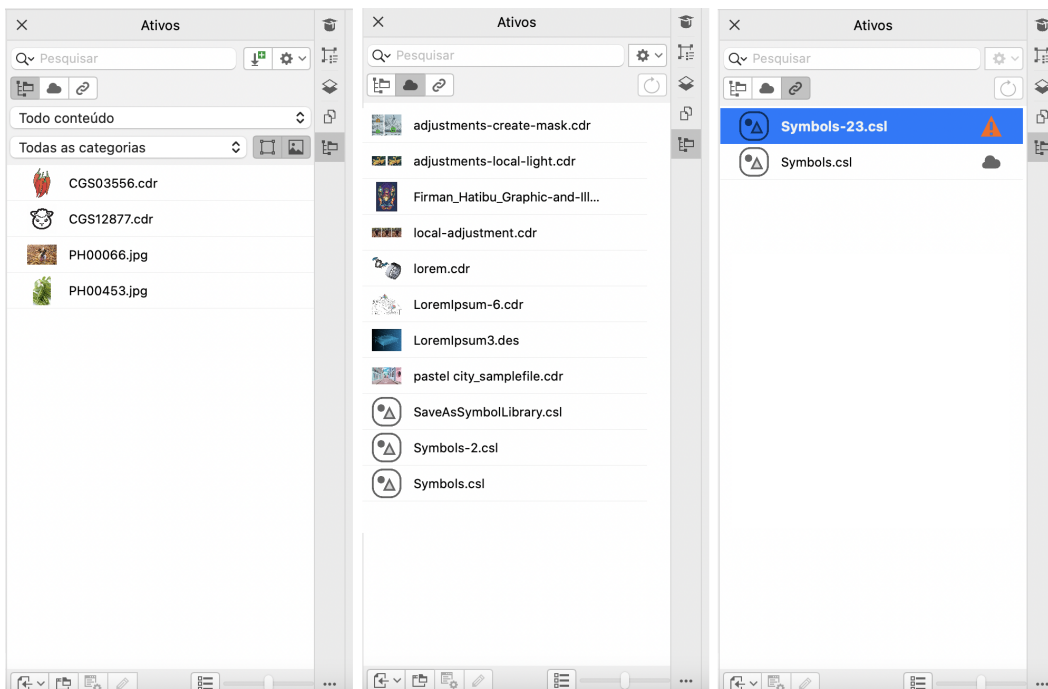 Ativos
Pesquisar
Todo conteúdo
Todas as categorias
CGS03556.cdr
CGS12877.cdr
PH00066.jpg
PH00453.jpg
Ativos
Pesquisar
adjustments-create-mask.cdr
adjustments-local-light.cdr
Firman_Hatibu_Graphic-and-Ill...
local-adjustment.cdr
lorem.cdr
LoremIpsum-6.cdr
LoremIpsum3.des
pastel city_samplefile.cdr
SaveAsSymbolLibrary.csl
Symbols-2.csl
Symbols.csl
Ativos
Pesquisar
Symbols-23.csl
Symbols.csl